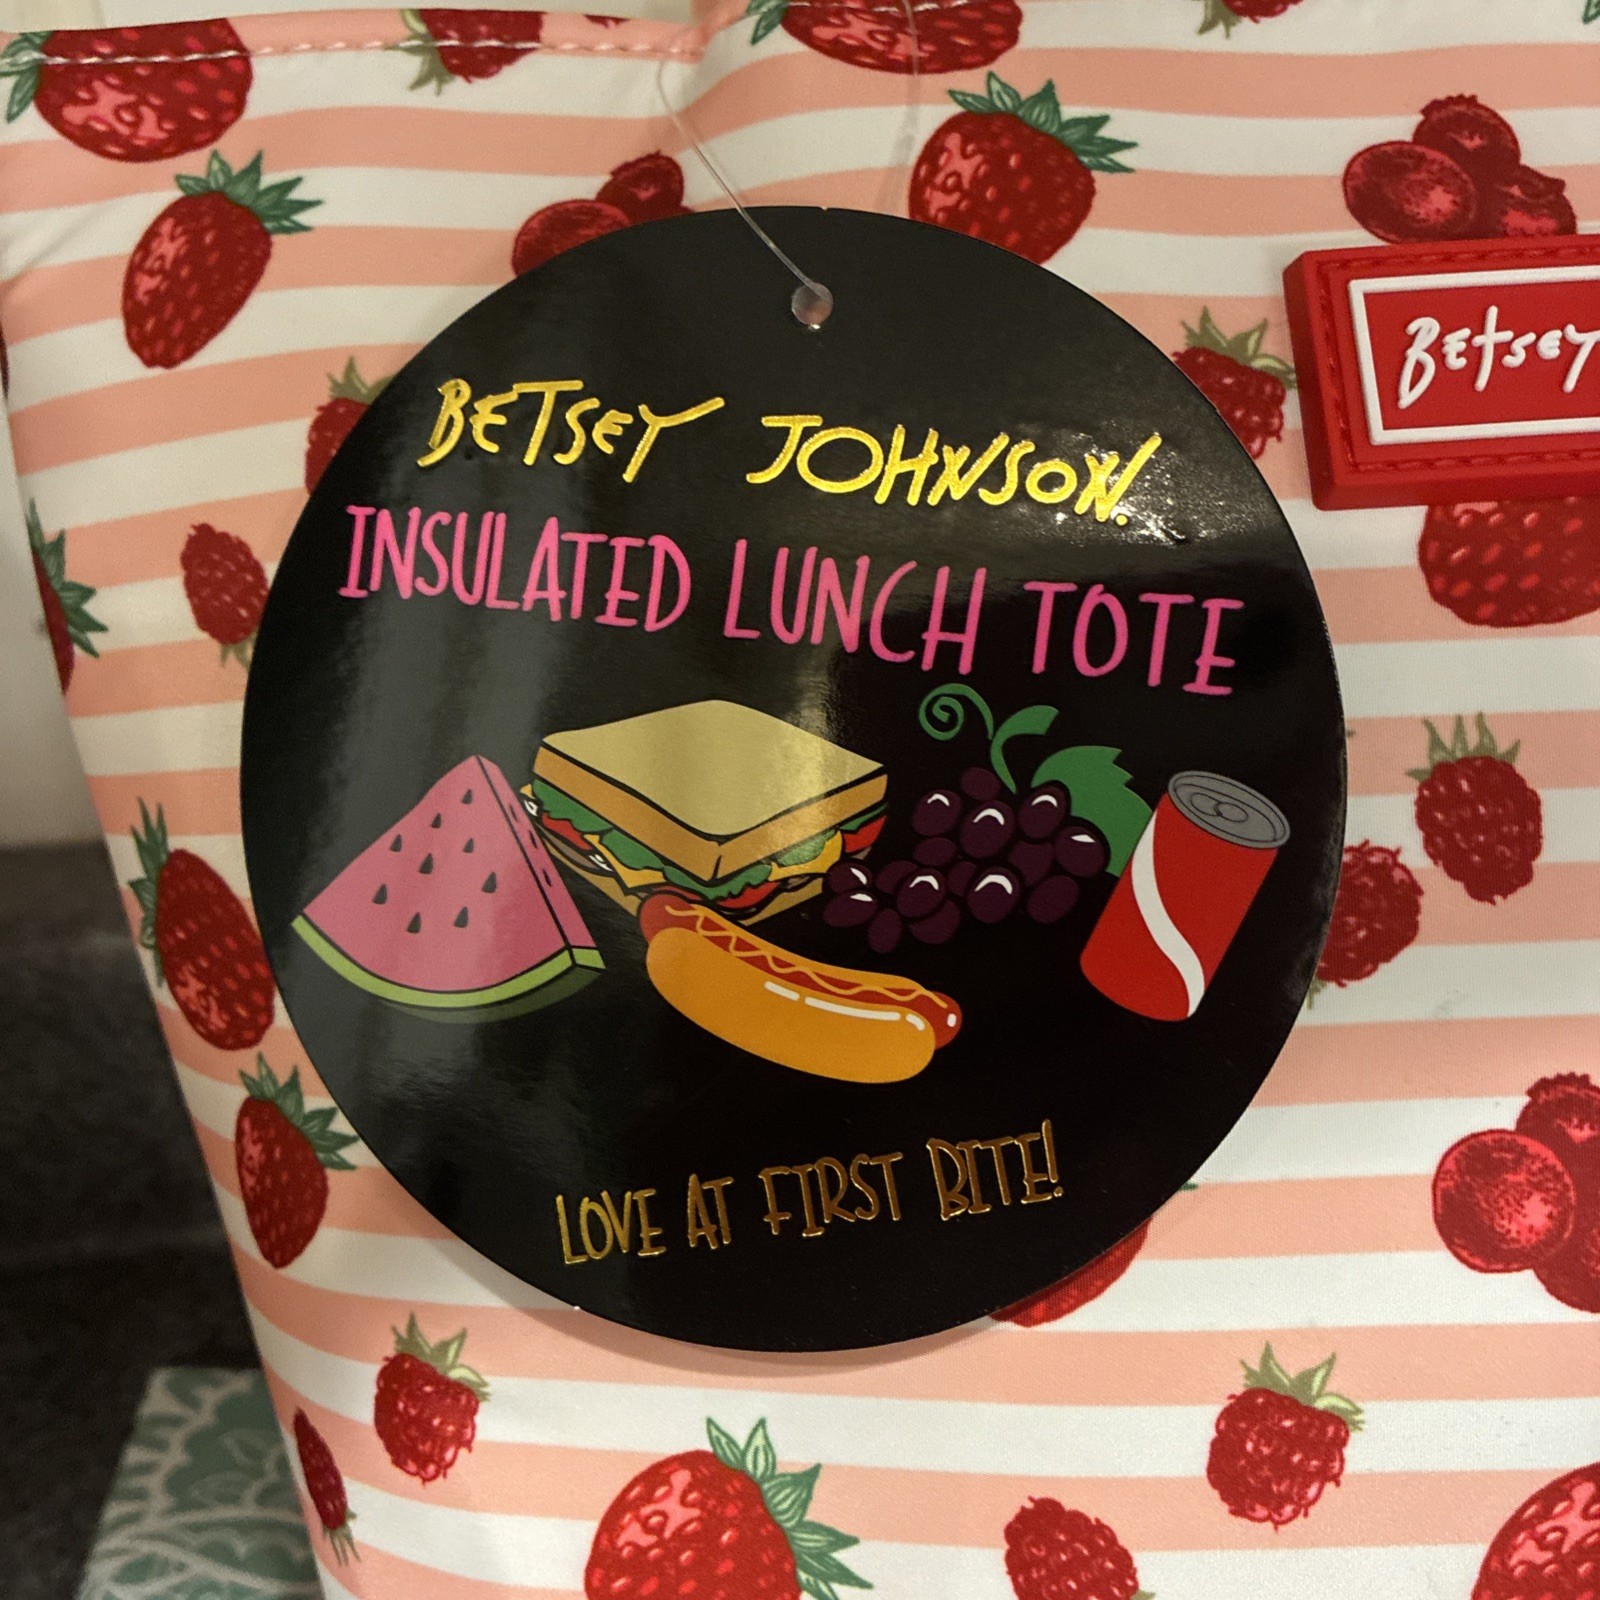 BETSEY JOHNSON.
INSULATED LUNCH TOTE
LOVE AT FIRST BITE!
BETSEY